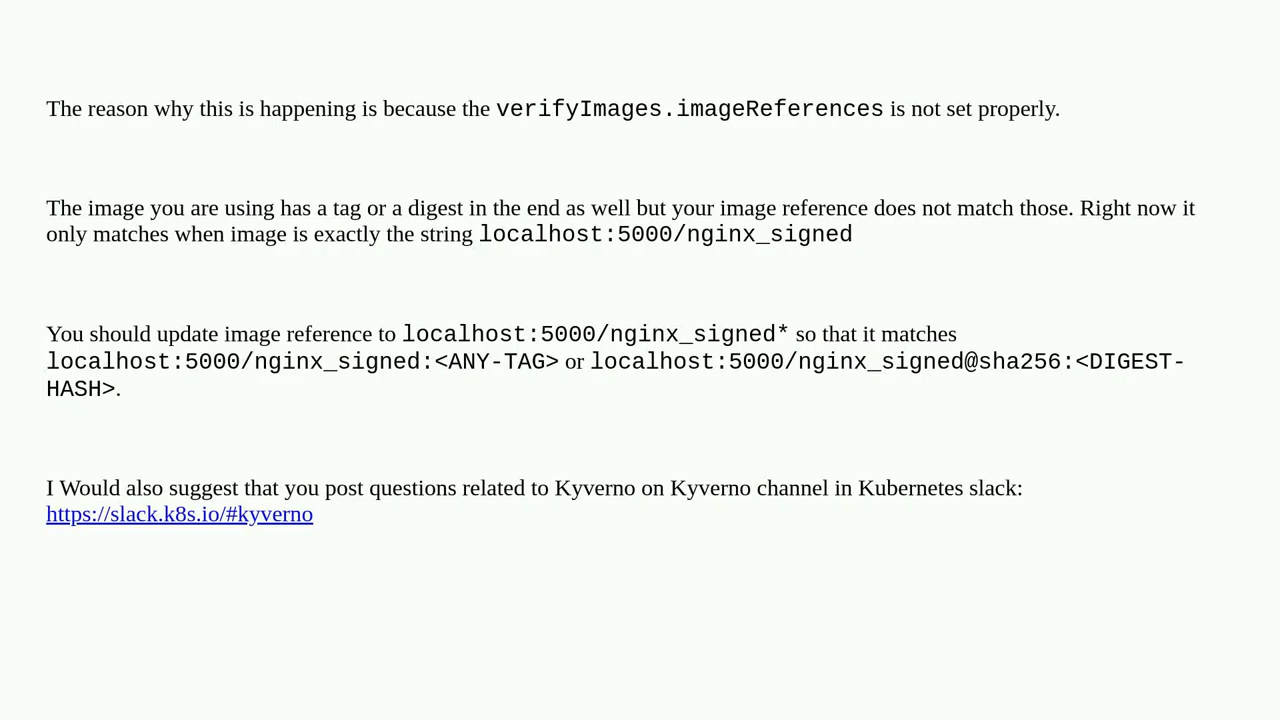 The reason why this is happening is because the verifyImages.imageReferences is not set properly.
The image you are using has a tag or a digest in the end as well but your image reference does not match those. Right now it
only matches when image is exactly the string localhost:5000/nginx_signed
You should update image reference to localhost:5000/nginx_signed* so that it matches
localhost:5000/nginx_signed:<ANY-TAG> or localhost:5000/nginx_signed@sha256:<DIGEST-
HASH>.
I Would also suggest that you post questions related to Kyverno on Kyverno channel in Kubernetes slack:
https://slack.k8s.io/#kyverno